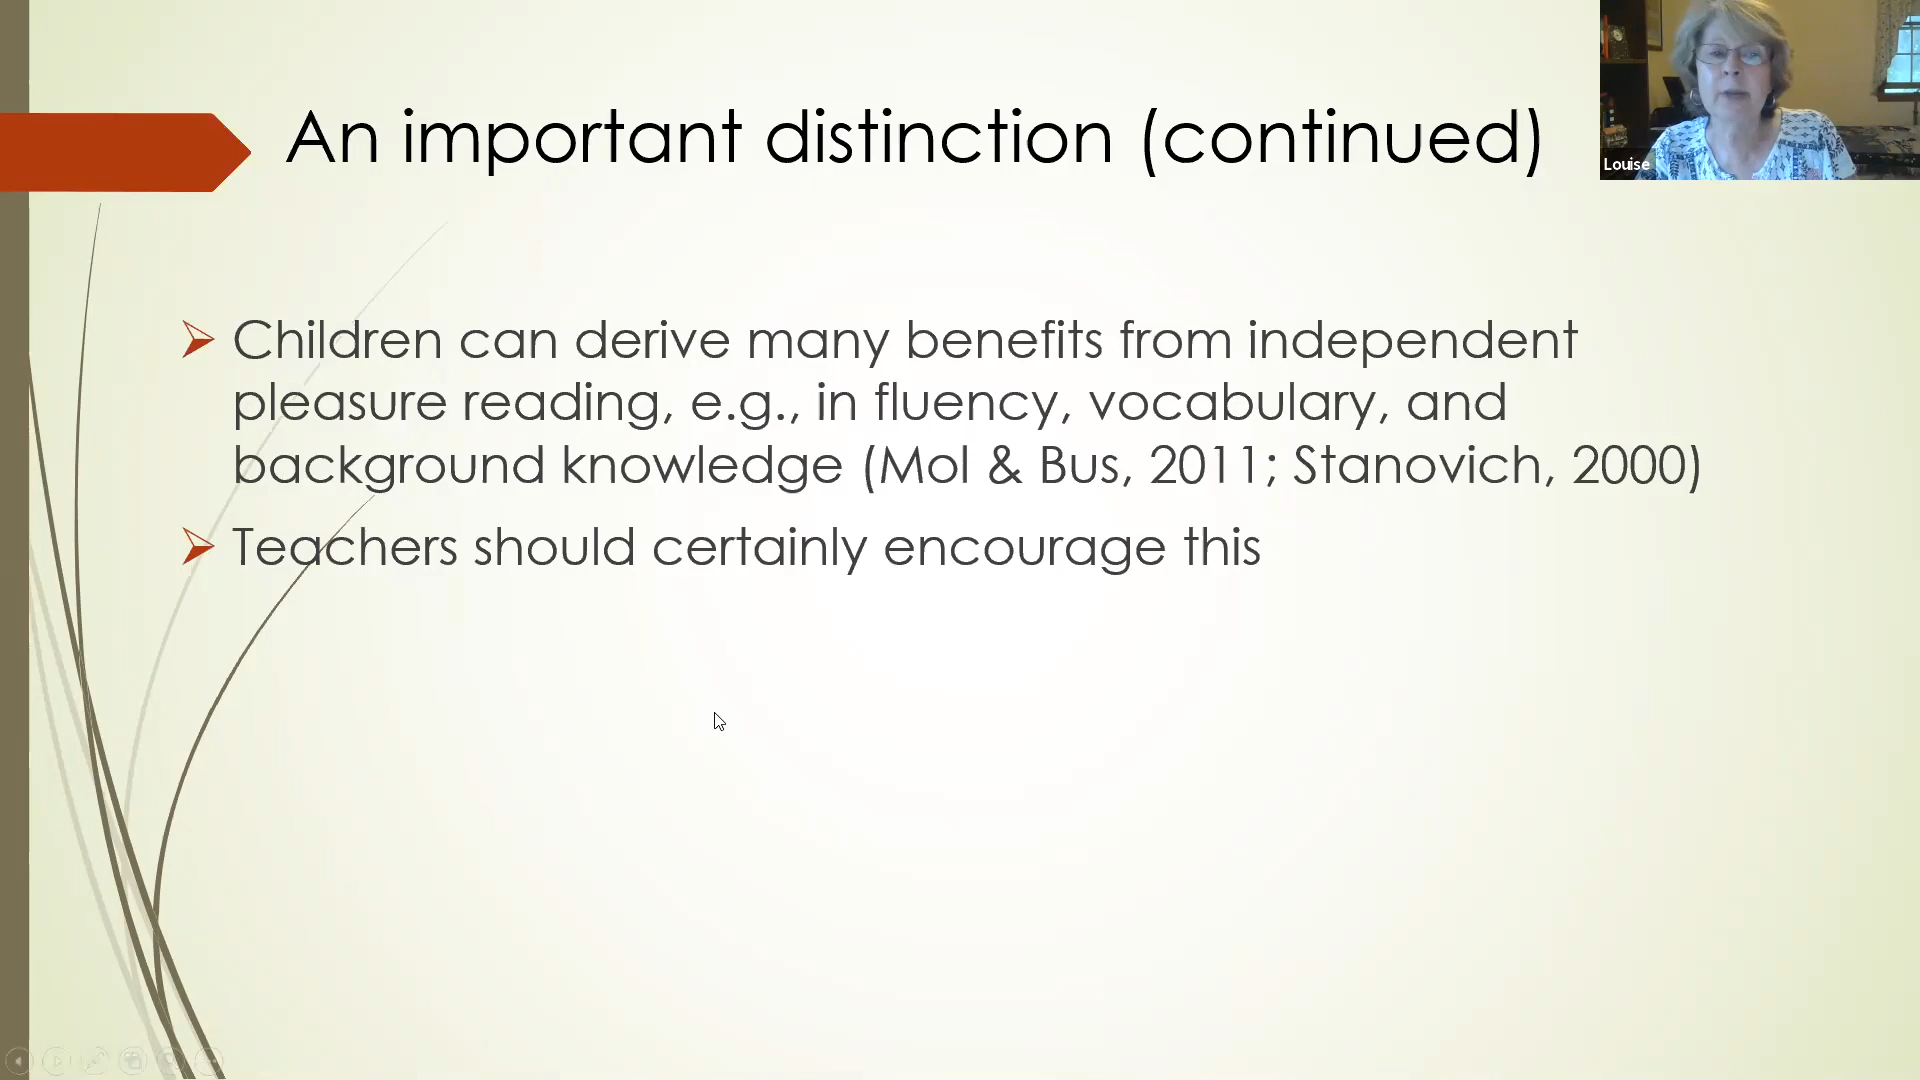 An important distinction (continued)
Louise
Children can derive many benefits from independent
pleasure reading, e.g., in fluency, vocabulary, and
background knowledge (Mol & Bus, 2011; Stanovich, 2000)
Teachers should certainly encourage this